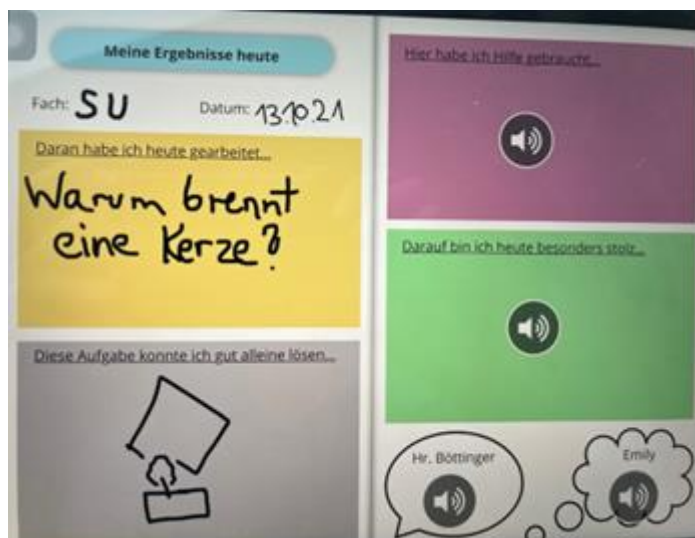 Meine Ergebnisse heute
Fach: SU
Datum: 13.10.21
Daran habe ich heute gearbeitet...
Warum brennt
eine Kerze?
Diese Aufgabe konnte ich gut alleine lösen...
Hier habe ich Hilfe gebraucht...
Darauf bin ich heute besonders stolz...
Hr. Böttinger
Emily